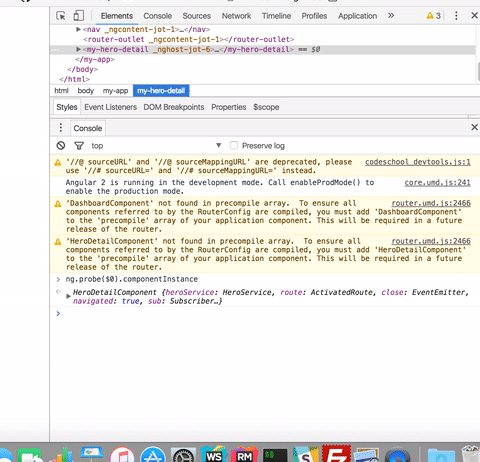 Elements Console Sources Network Timeline Profiles Application » 3
▶<nav _ngcontent-jot-1>…</nav>
<router-outlet _ngcontent-jot-1></router-outlet>
… ▶<my-hero-detail _nghost-jot-6>…</my-hero-detail> == $0
</my-app>
</body>
</html>
html body my-app my-hero-detail
Styles Event Listeners DOM Breakpoints Properties $scope
Console
top ▼ Preserve log
'//@ sourceURL' and '//@ sourceMappingURL' are deprecated, please codeschool_devtools.js:1
use '//# sourceURL=' and '//# sourceMappingURL=' instead.
Angular 2 is running in the development mode. Call enableProdMode() to core.umd.js:241
enable the production mode.
'DashboardComponent' not found in precompile array. To ensure all router.umd.js:2466
components referred to by the RouterConfig are compiled, you must add 'DashboardComponent'
to the 'precompile' array of your application component. This will be required in a future
release of the router.
'HeroDetailComponent' not found in precompile array. To ensure all router.umd.js:2466
components referred to by the RouterConfig are compiled, you must add 'HeroDetailComponent'
to the 'precompile' array of your application component. This will be required in a future
release of the router.
> ng.probe($0).componentInstance
HeroDetailComponent {heroService: HeroService, route: ActivatedRoute, close: EventEmitter,
navigated: true, sub: Subscriber…}
>
WS RM